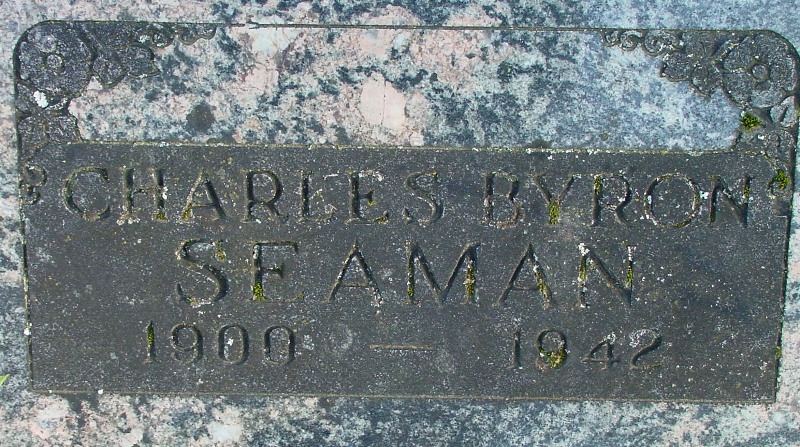 CHARLES BYRON
SEAMAN
1900 — 1942